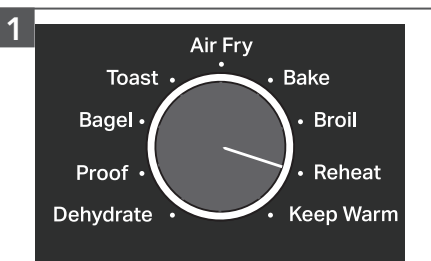 1
Air Fry
Toast Bake
Bagel Broil
Proof Reheat
Dehydrate Keep Warm